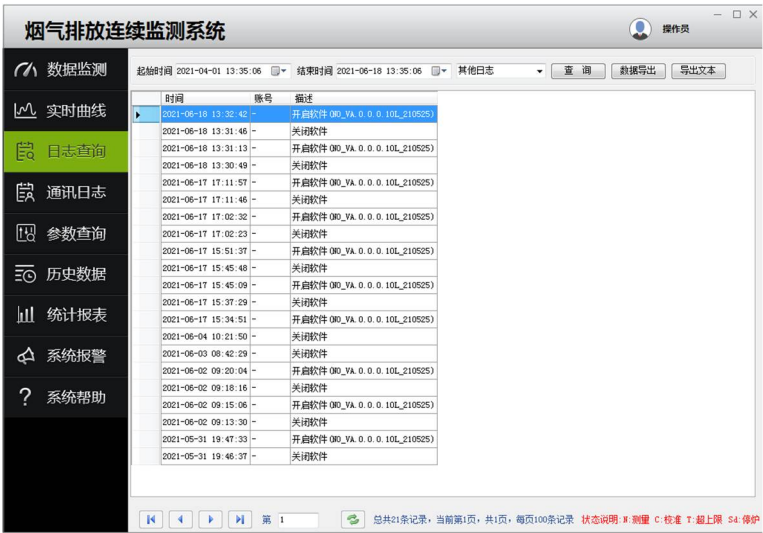 烟气排放连续监测系统
操作员
数据监测
实时曲线
日志查询
通讯日志
参数查询
历史数据
统计报表
系统报警
系统帮助
起始时间 2021-04-01 13:35:06 结束时间 2021-06-18 13:35:06 其他日志 查 询 数据导出 导出文本
时间 账号 描述
2021-06-18 13:32:42 - 开启软件(NO_VA.0.0.0.10L_210525)
2021-06-18 13:31:46 - 关闭软件
2021-06-18 13:31:13 - 开启软件(NO_VA.0.0.0.10L_210525)
2021-06-18 13:30:49 - 关闭软件
2021-06-17 17:11:57 - 开启软件(NO_VA.0.0.0.10L_210525)
2021-06-17 17:11:46 - 关闭软件
2021-06-17 17:02:32 - 开启软件(NO_VA.0.0.0.10L_210525)
2021-06-17 17:02:23 - 关闭软件
2021-06-17 15:51:37 - 开启软件(NO_VA.0.0.0.10L_210525)
2021-06-17 15:45:48 - 关闭软件
2021-06-17 15:45:09 - 开启软件(NO_VA.0.0.0.10L_210525)
2021-06-17 15:37:29 - 关闭软件
2021-06-17 15:34:51 - 开启软件(NO_VA.0.0.0.10L_210525)
2021-06-04 10:21:50 - 关闭软件
2021-06-03 08:42:29 - 关闭软件
2021-06-02 09:20:04 - 开启软件(NO_VA.0.0.0.10L_210525)
2021-06-02 09:18:16 - 关闭软件
2021-06-02 09:15:06 - 开启软件(NO_VA.0.0.0.10L_210525)
2021-06-02 09:13:30 - 关闭软件
2021-05-31 19:47:33 - 开启软件(NO_VA.0.0.0.10L_210525)
2021-05-31 19:46:37 - 关闭软件
第 1 总共21条记录，当前第1页，共1页，每页100条记录 状态说明:N:测量 C:校准 T:超上限 Sd:停炉